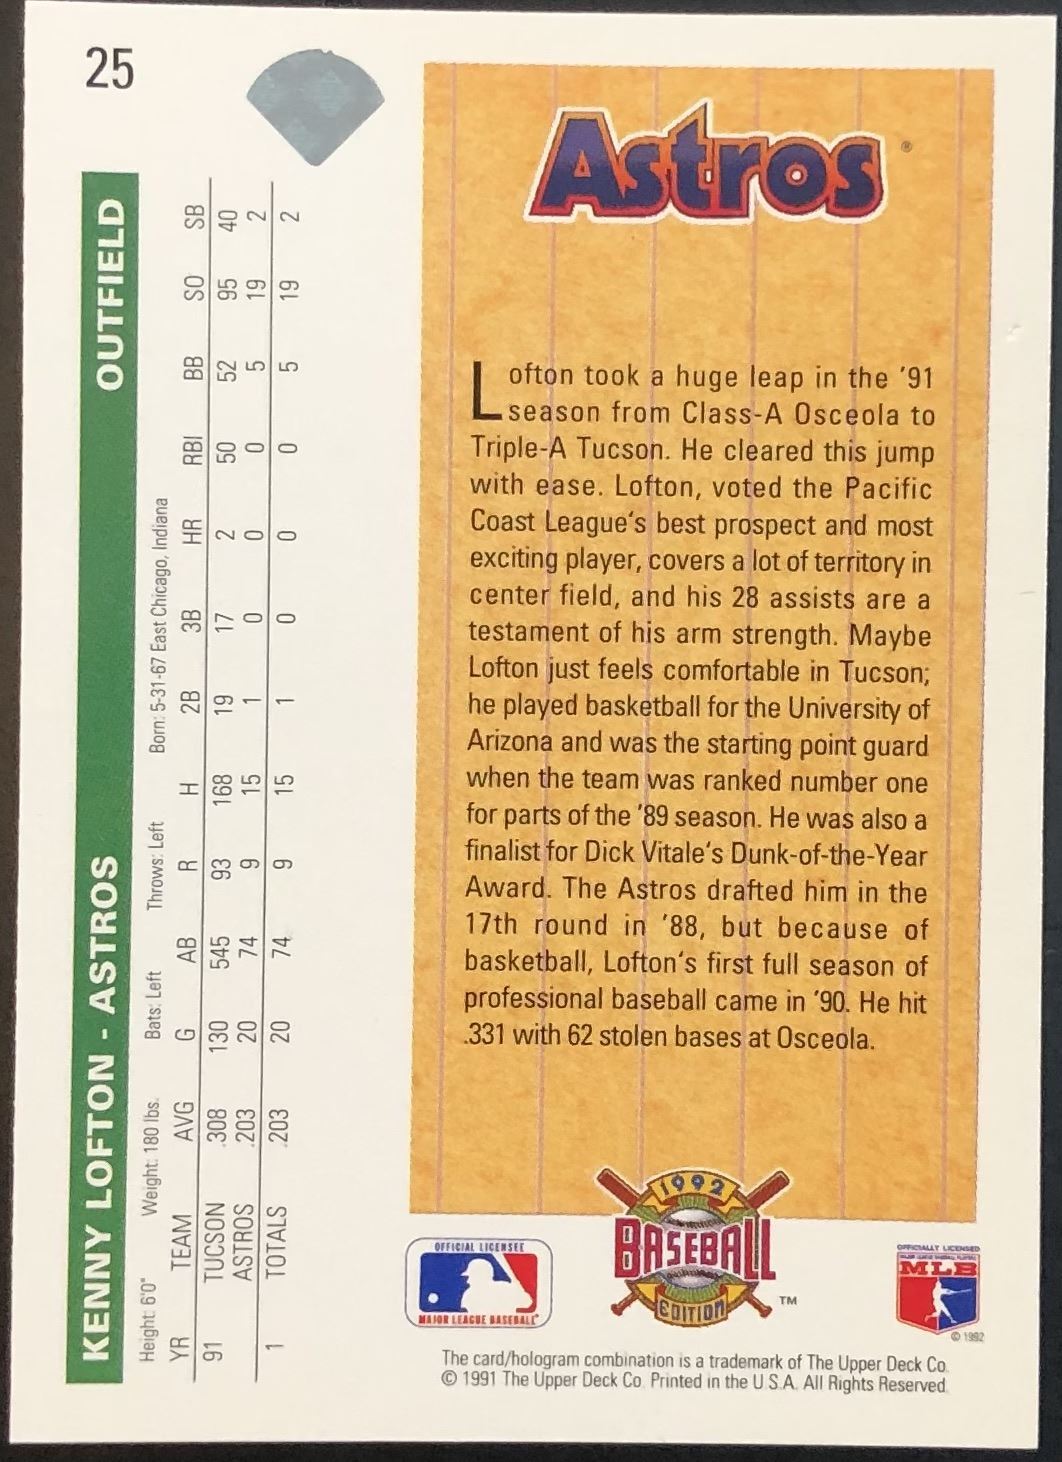 25
KENNY LOFTON - ASTROS OUTFIELD
Height: 6'0" Weight: 180 lbs. Bats: Left Throws: Left Born: 5-31-67 East Chicago, Indiana
YR TEAM AVG G AB R H 2B 3B HR RBI BB SO SB
91 TUCSON .308 130 545 93 168 19 17 2 50 52 95 40
ASTROS .203 20 74 9 15 1 0 0 0 5 19 2
1 TOTALS .203 20 74 9 15 1 0 0 0 5 19 2
Astros ®
Lofton took a huge leap in the '91
season from Class-A Osceola to
Triple-A Tucson. He cleared this jump
with ease. Lofton, voted the Pacific
Coast League's best prospect and most
exciting player, covers a lot of territory in
center field, and his 28 assists are a
testament of his arm strength. Maybe
Lofton just feels comfortable in Tucson;
he played basketball for the University of
Arizona and was the starting point guard
when the team was ranked number one
for parts of the '89 season. He was also a
finalist for Dick Vitale's Dunk-of-the-Year
Award. The Astros drafted him in the
17th round in '88, but because of
basketball, Lofton's first full season of
professional baseball came in '90. He hit
.331 with 62 stolen bases at Osceola.
OFFICIAL LICENSEE
MAJOR LEAGUE BASEBALL
1992
BASEBALL
EDITION
TM
OFFICIALLY LICENSED
MAJOR LEAGUE BASEBALL PLAYERS
MLB
© 1992
The card/hologram combination is a trademark of The Upper Deck Co.
© 1991 The Upper Deck Co. Printed in the U.S.A. All Rights Reserved.